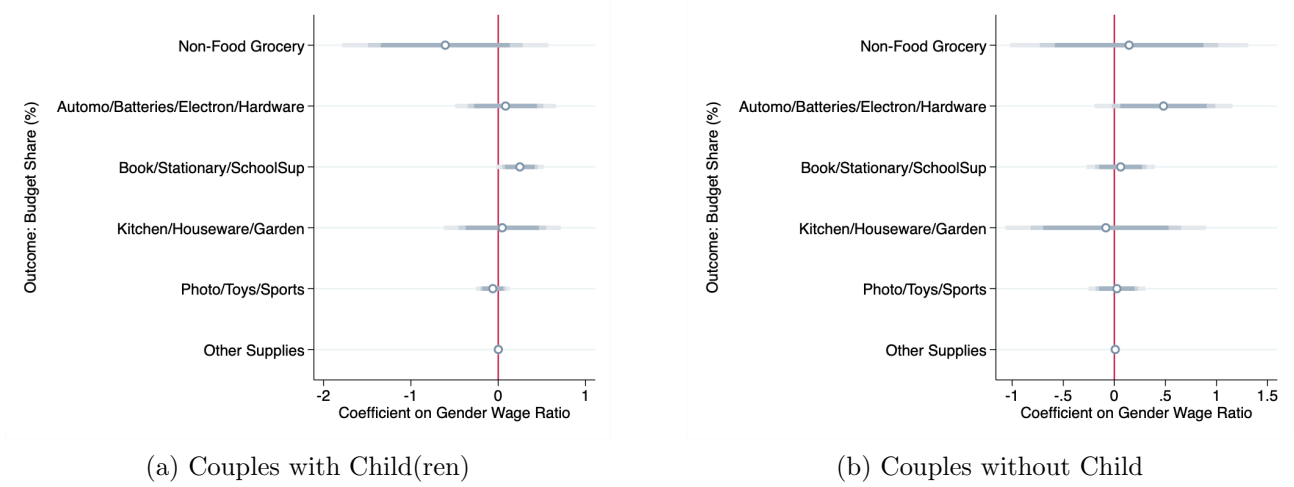 Outcome: Budget Share (%)
Non-Food Grocery
Automo/Batteries/Electron/Hardware
Book/Stationary/SchoolSup
Kitchen/Houseware/Garden
Photo/Toys/Sports
Other Supplies
-2 -1 0 1
Coefficient on Gender Wage Ratio
(a) Couples with Child(ren)
Outcome: Budget Share (%)
Non-Food Grocery
Automo/Batteries/Electron/Hardware
Book/Stationary/SchoolSup
Kitchen/Houseware/Garden
Photo/Toys/Sports
Other Supplies
-1 -.5 0 .5 1 1.5
Coefficient on Gender Wage Ratio
(b) Couples without Child